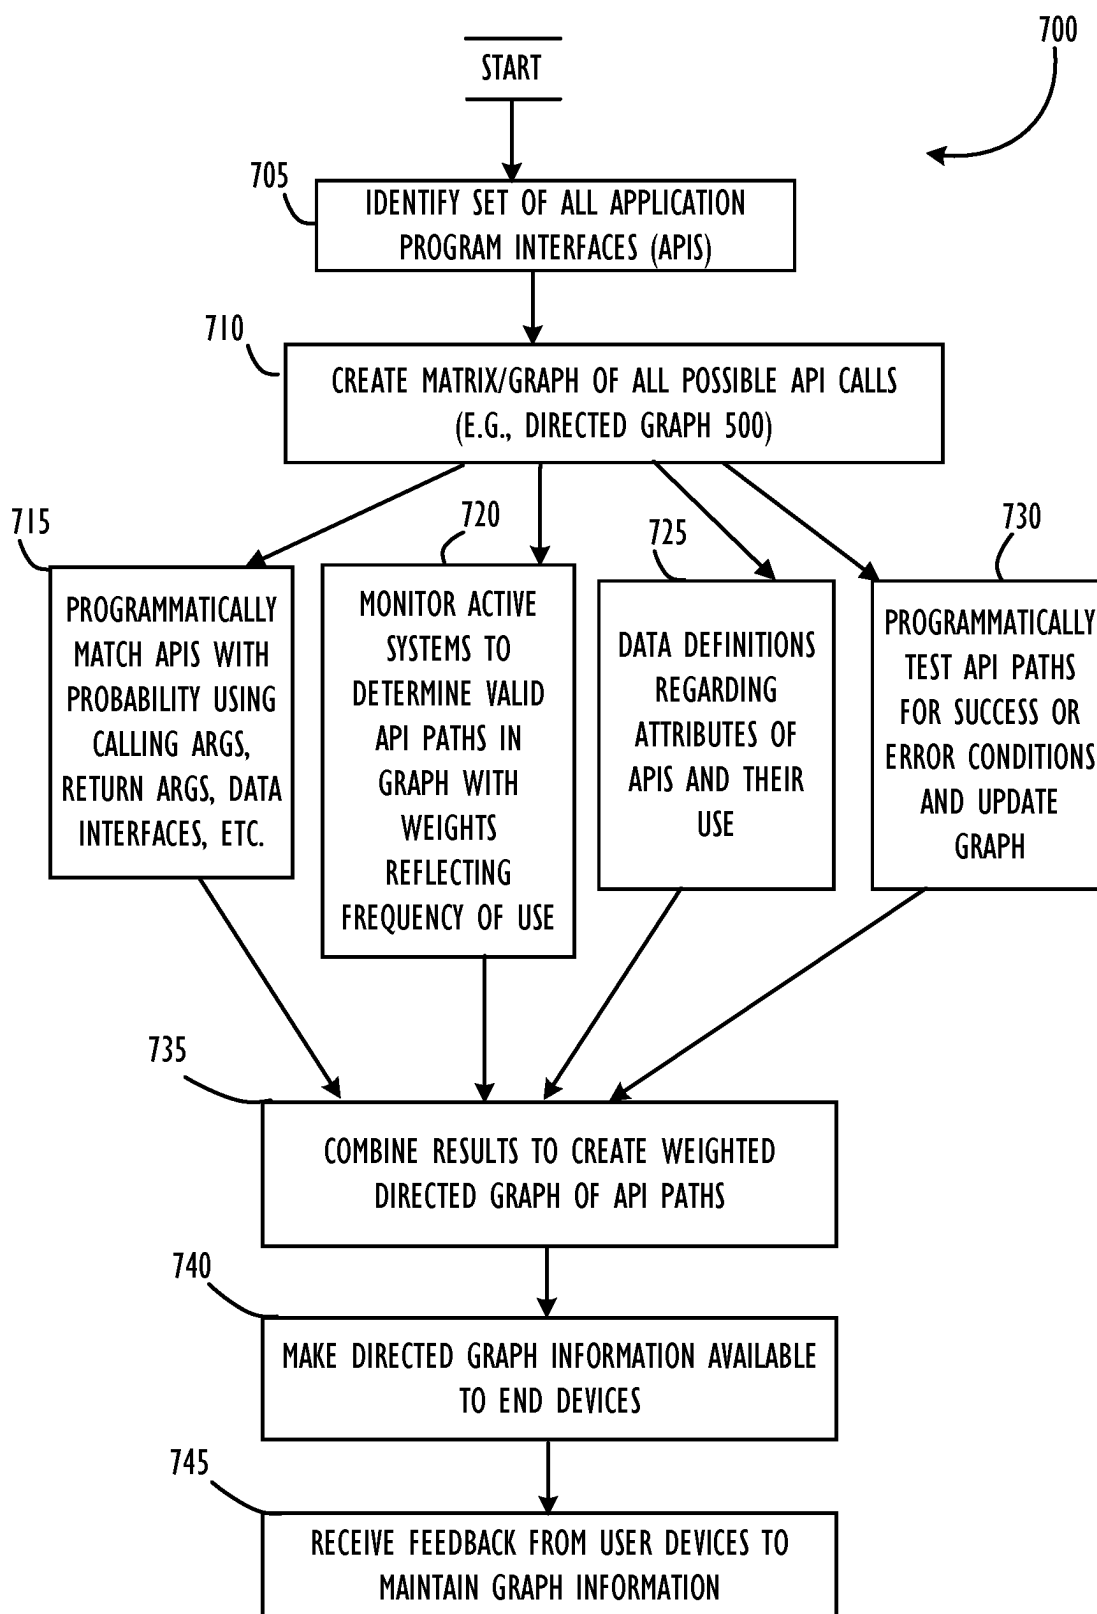 700
START
705
IDENTIFY SET OF ALL APPLICATION
PROGRAM INTERFACES (APIS)
710
CREATE MATRIX/GRAPH OF ALL POSSIBLE API CALLS
(E.G., DIRECTED GRAPH 500)
715
PROGRAMMATICALLY
MATCH APIS WITH
PROBABILITY USING
CALLING ARGS,
RETURN ARGS, DATA
INTERFACES, ETC.
720
MONITOR ACTIVE
SYSTEMS TO
DETERMINE VALID
API PATHS IN
GRAPH WITH
WEIGHTS
REFLECTING
FREQUENCY OF USE
725
DATA DEFINITIONS
REGARDING
ATTRIBUTES OF
APIS AND THEIR
USE
730
PROGRAMMATICALLY
TEST API PATHS
FOR SUCCESS OR
ERROR CONDITIONS
AND UPDATE
GRAPH
735
COMBINE RESULTS TO CREATE WEIGHTED
DIRECTED GRAPH OF API PATHS
740
MAKE DIRECTED GRAPH INFORMATION AVAILABLE
TO END DEVICES
745
RECEIVE FEEDBACK FROM USER DEVICES TO
MAINTAIN GRAPH INFORMATION